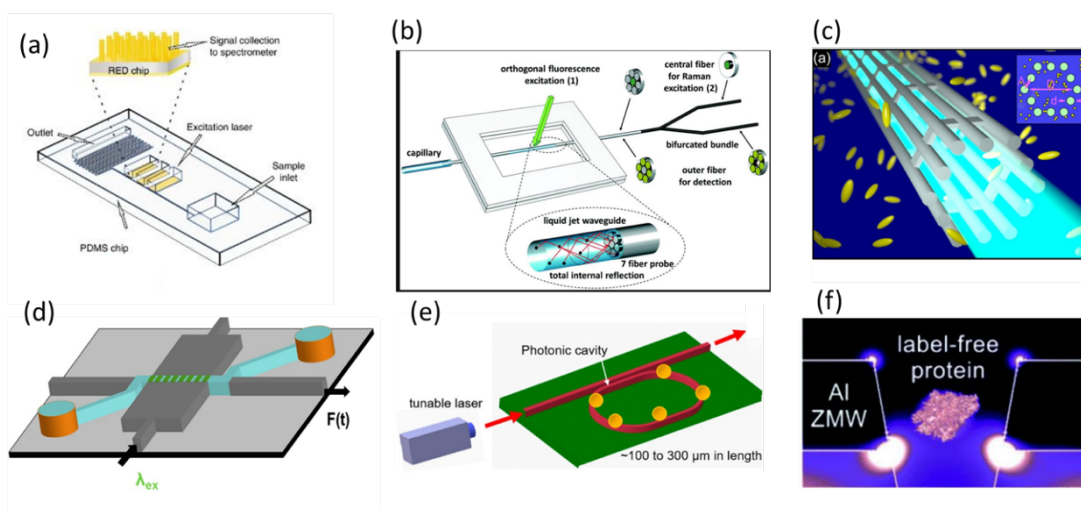 (a)
Signal collection
to spectrometer
RED chip
Outlet
Excitation laser
Sample
inlet
PDMS chip
(b)
orthogonal fluorescence
excitation (1)
central fiber
for Raman
excitation (2)
capillary
bifurcated bundle
outer fiber
for detection
liquid jet waveguide
7 fiber probe
total internal reflection
(c)
(a)
d
(d)
F(t)
λex
(e)
Photonic cavity
tunable laser
~100 to 300 μm in length
(f)
label-free
protein
Al
ZMW